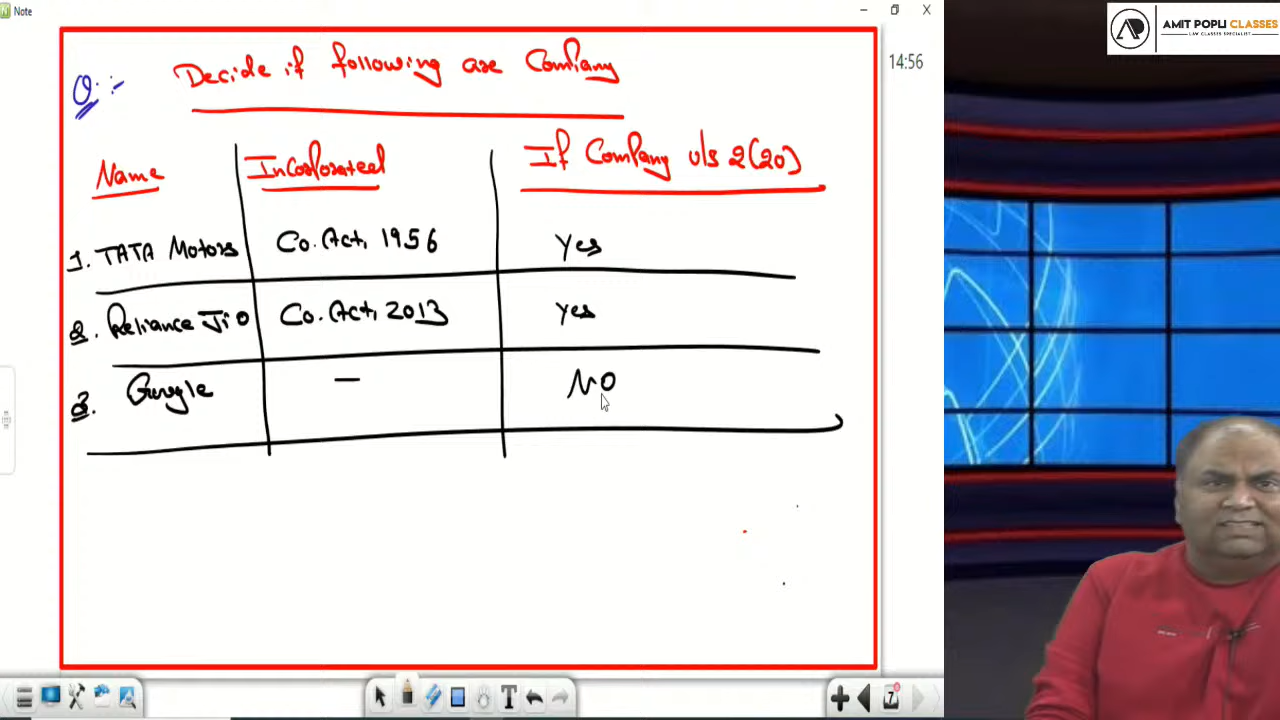 Note
AMIT POPLI CLASSES
LAW CLASSES SPECIALIST
14:56
Q:- Decide if following are Company
Name Incorporated If Company u/s 2(20)
1. TATA Motors Co. Act, 1956 Yes
2. Reliance Jio Co. Act, 2013 Yes
3. Google - NO
7